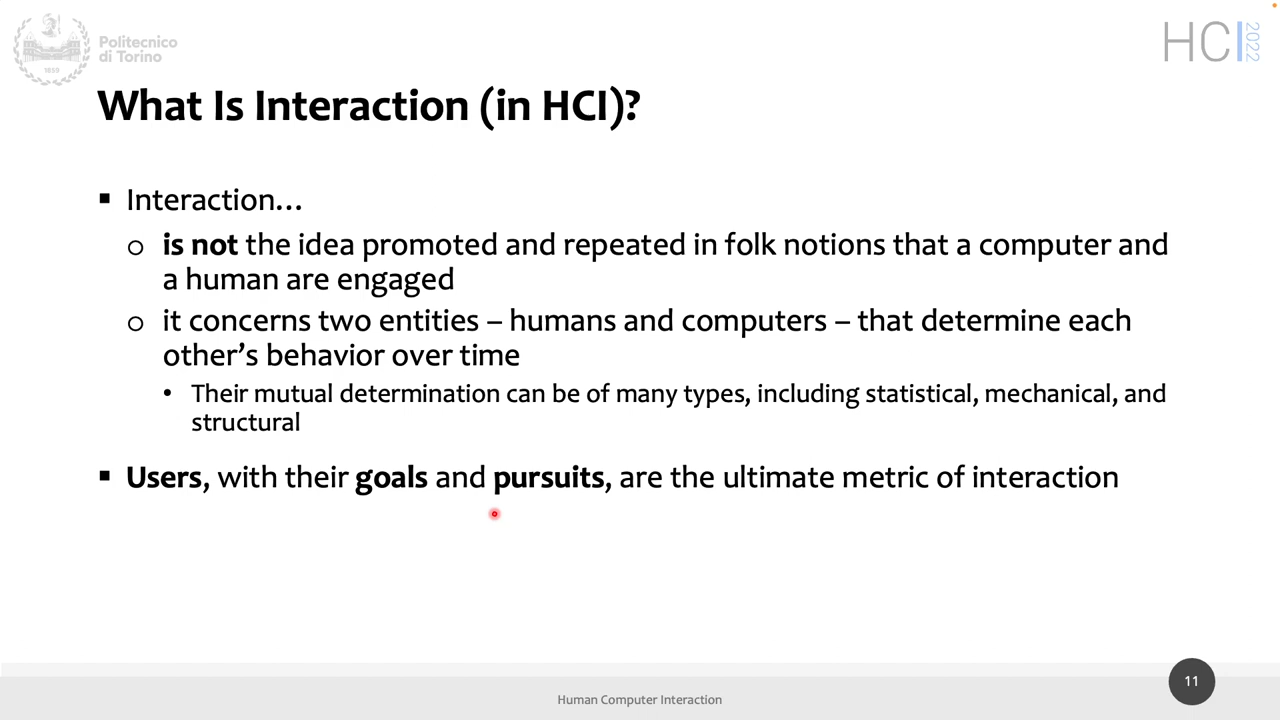 Politecnico
di Torino
1859
HCI 2022
What Is Interaction (in HCI)?
▪ Interaction…
o is not the idea promoted and repeated in folk notions that a computer and
a human are engaged
o it concerns two entities – humans and computers – that determine each
other’s behavior over time
• Their mutual determination can be of many types, including statistical, mechanical, and
structural
▪ Users, with their goals and pursuits, are the ultimate metric of interaction
Human Computer Interaction
11